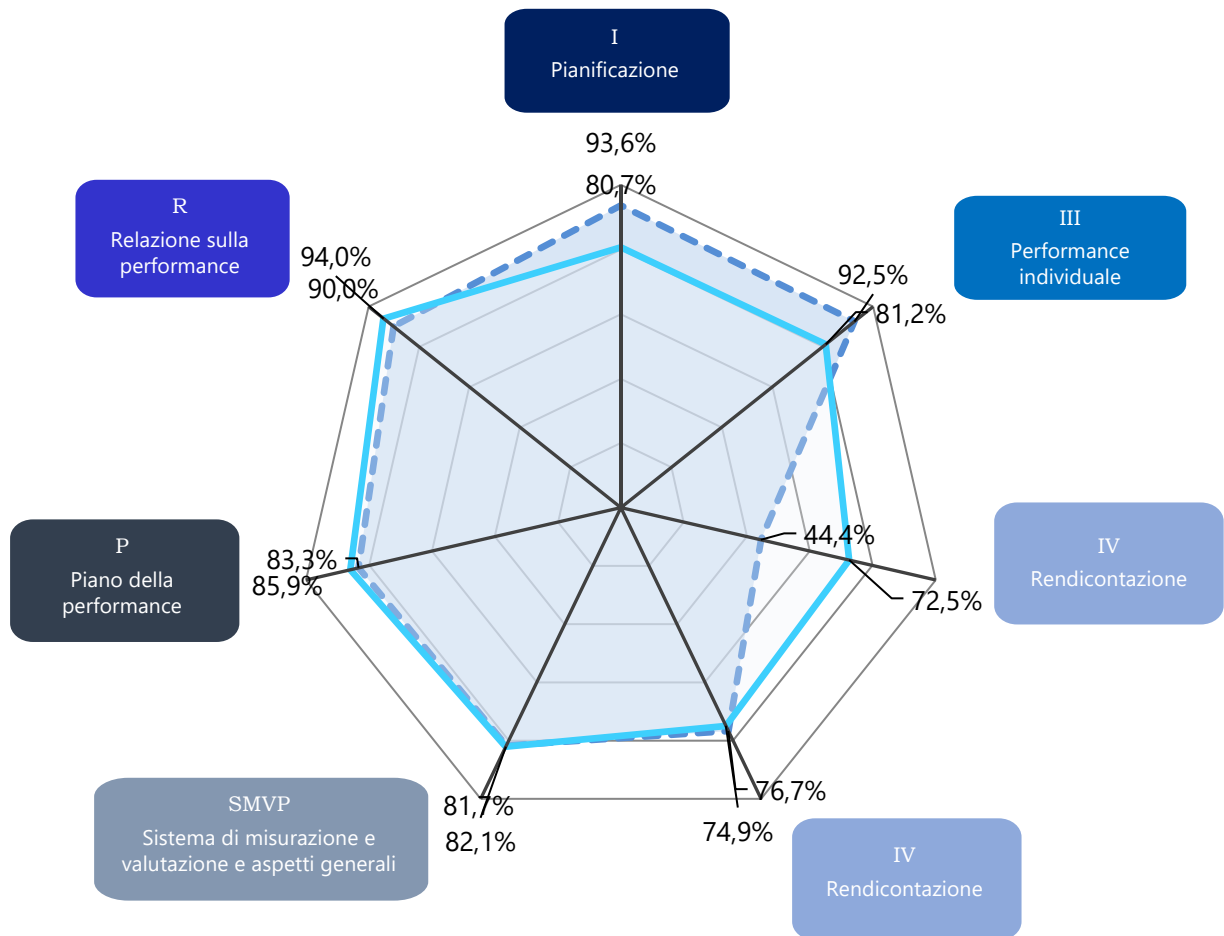 I
Pianificazione
93,6%
80,7%
R
Relazione sulla
performance
94,0%
90,0%
III
Performance
individuale
92,5%
81,2%
44,4%
72,5%
IV
Rendicontazione
P
Piano della
performance
83,3%
85,9%
SMVP
Sistema di misurazione e
valutazione e aspetti generali
81,7%
82,1%
76,7%
74,9%
IV
Rendicontazione